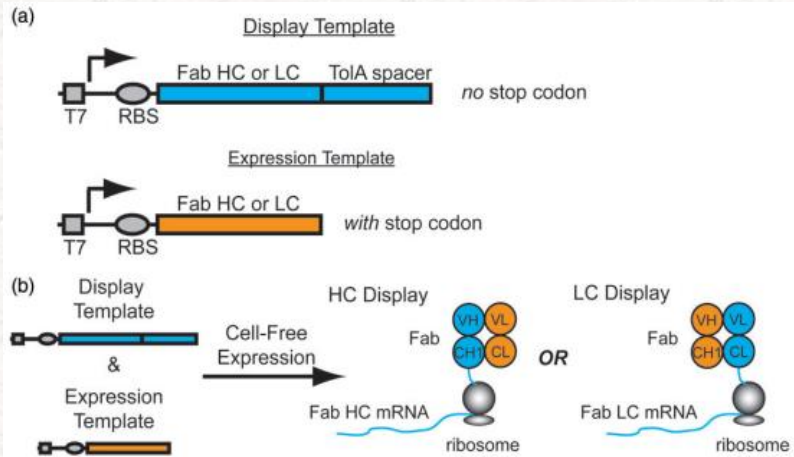 (a)
Display Template
Fab HC or LC TolA spacer
no stop codon
T7 RBS
Expression Template
Fab HC or LC
with stop codon
T7 RBS
(b)
Display
Template
&
Expression
Template
Cell-Free
Expression
HC Display
Fab
VH VL
CH1 CL
Fab HC mRNA
ribosome
OR
LC Display
Fab
VH VL
CH1 CL
Fab LC mRNA
ribosome